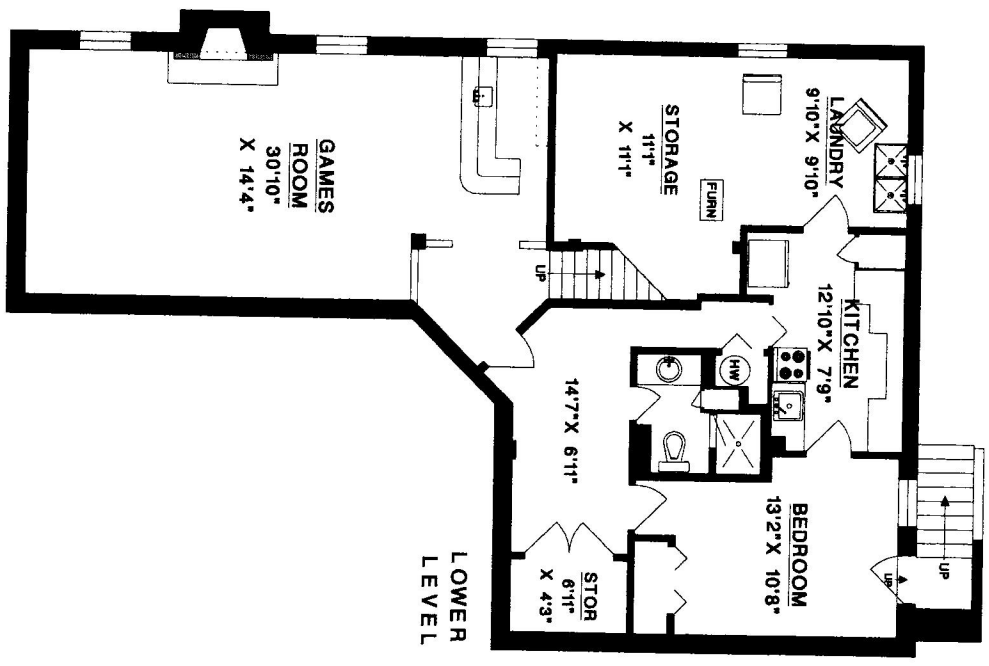 GAMES
ROOM
30'10"
X 14'4"
STORAGE
11'1"
X 11'1"
LAUNDRY
9'10" X 9'10"
FURN
UP
KITCHEN
12'10" X 7'9"
HW
14'7" X 6'11"
BEDROOM
13'2" X 10'8"
UP
UP
STOR
6'11"
X 4'3"
LOWER
LEVEL